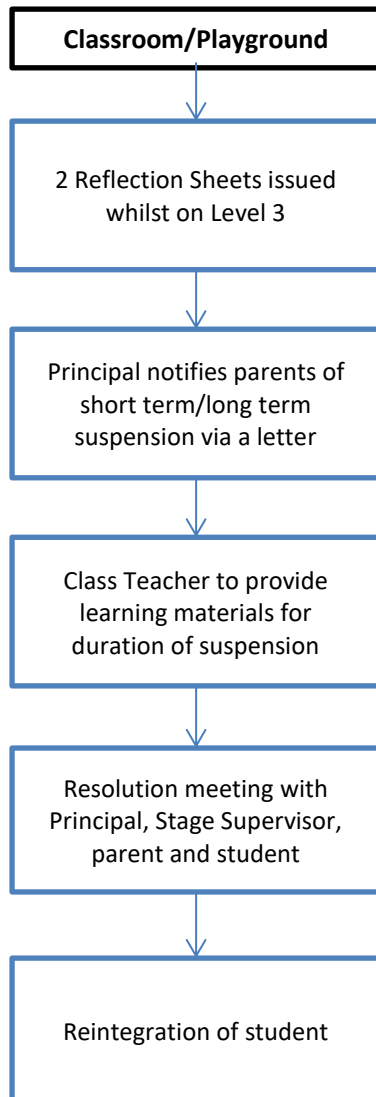 Classroom/Playground
2 Reflection Sheets issued
whilst on Level 3
Principal notifies parents of
short term/long term
suspension via a letter
Class Teacher to provide
learning materials for
duration of suspension
Resolution meeting with
Principal, Stage Supervisor,
parent and student
Reintegration of student